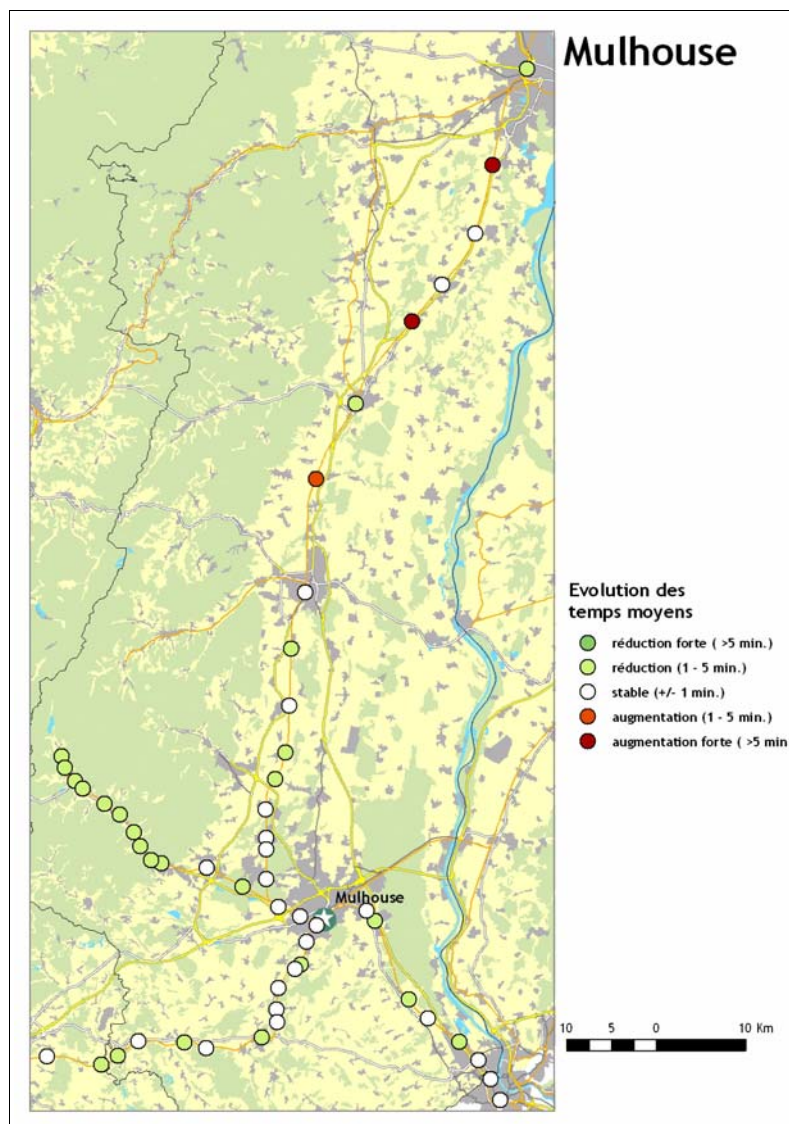 Mulhouse
Evolution des
temps moyens
réduction forte ( >5 min.)
réduction (1 - 5 min.)
stable (+/- 1 min.)
augmentation (1 - 5 min.)
augmentation forte ( >5 min
Mulhouse
10 5 0 10 Km